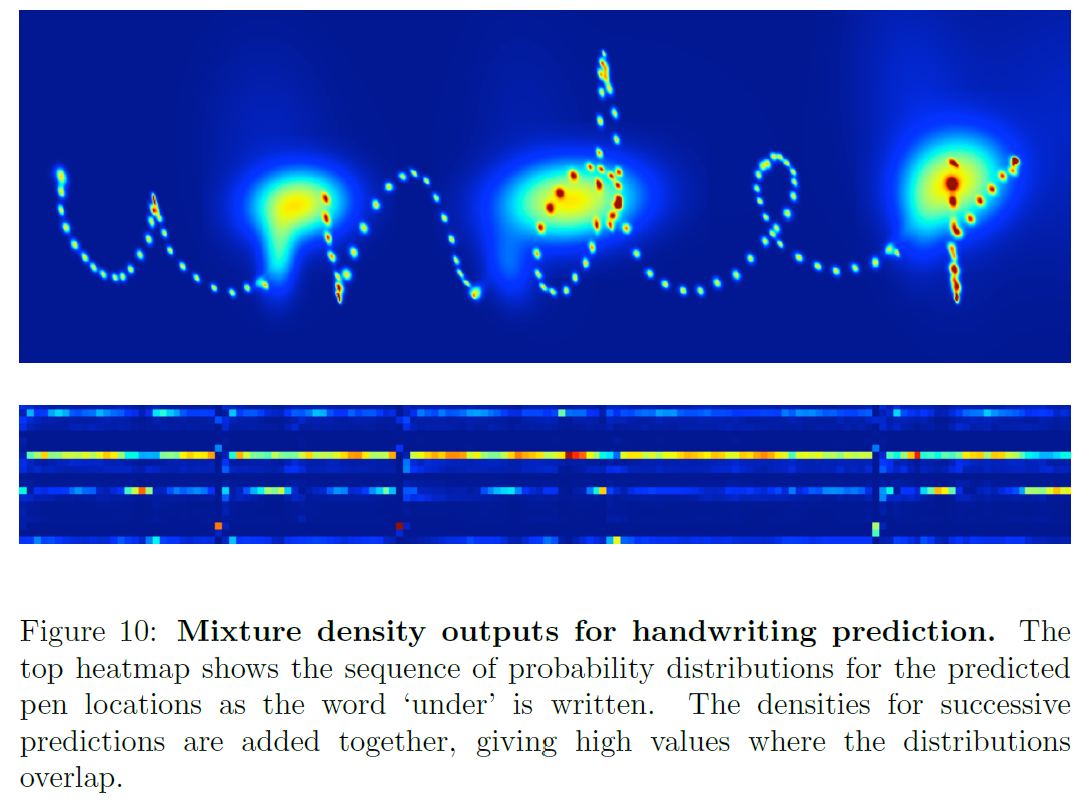 under
Figure 10: Mixture density outputs for handwriting prediction. The
top heatmap shows the sequence of probability distributions for the predicted
pen locations as the word ‘under’ is written. The densities for successive
predictions are added together, giving high values where the distributions
overlap.